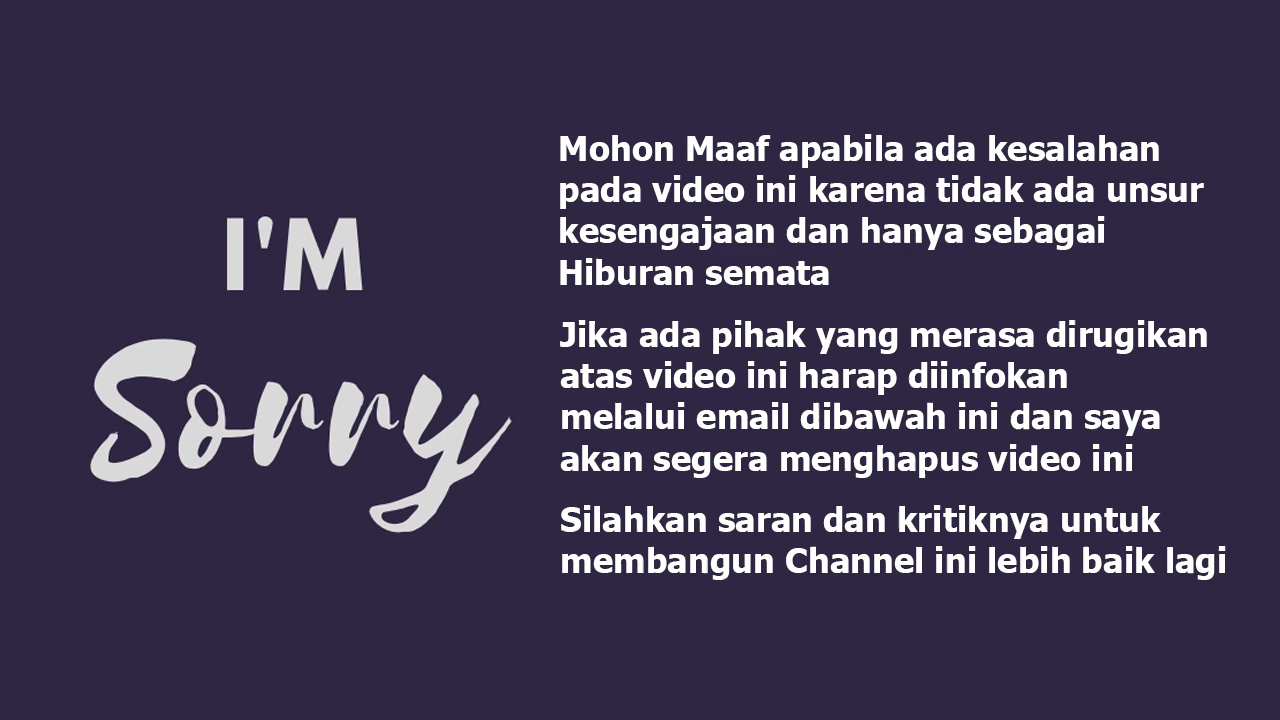 I'M
Sorry
Mohon Maaf apabila ada kesalahan
pada video ini karena tidak ada unsur
kesengajaan dan hanya sebagai
Hiburan semata
Jika ada pihak yang merasa dirugikan
atas video ini harap diinfokan
melalui email dibawah ini dan saya
akan segera menghapus video ini
Silahkan saran dan kritiknya untuk
membangun Channel ini lebih baik lagi